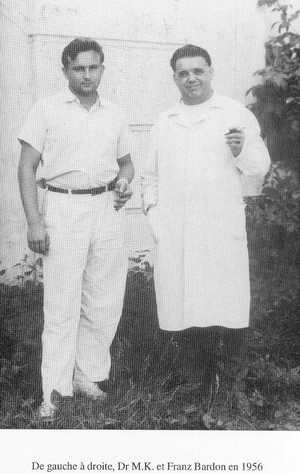 De gauche à droite, Dr M.K. et Franz Bardon en 1956